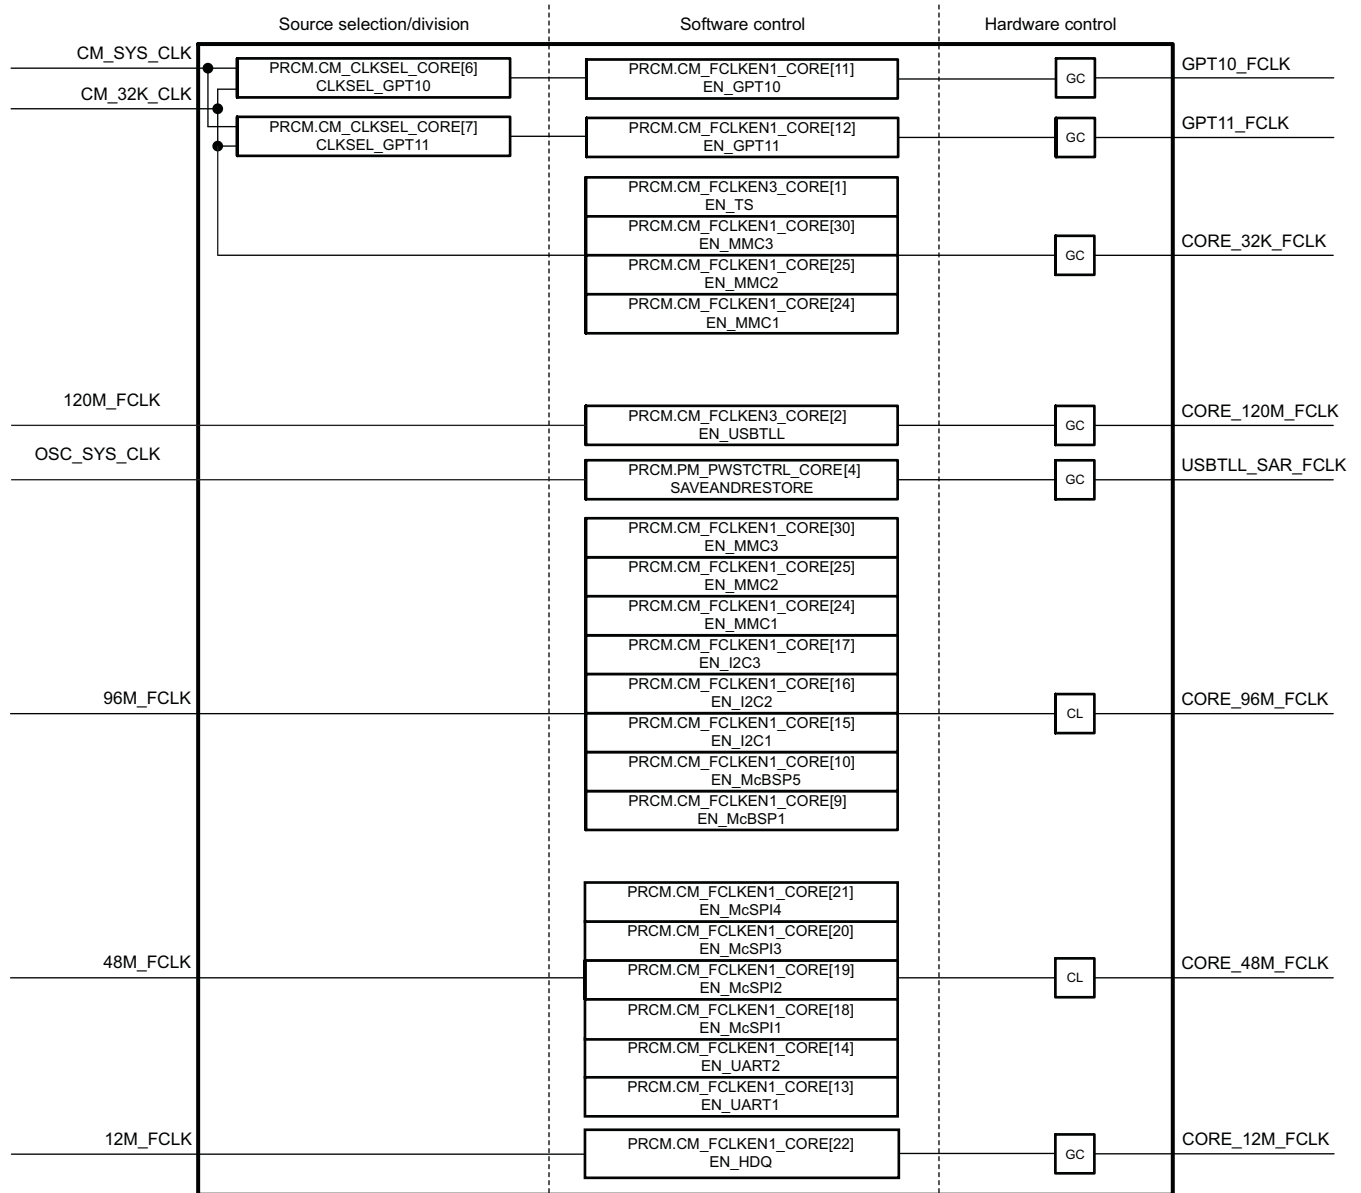 Source selection/division
Software control
Hardware control
CM_SYS_CLK
PRCM.CM_CLKSEL_CORE[6]
CLKSEL_GPT10
PRCM.CM_FCLKEN1_CORE[11]
EN_GPT10
GC
GPT10_FCLK
CM_32K_CLK
PRCM.CM_CLKSEL_CORE[7]
CLKSEL_GPT11
PRCM.CM_FCLKEN1_CORE[12]
EN_GPT11
GC
GPT11_FCLK
PRCM.CM_FCLKEN3_CORE[1]
EN_TS
PRCM.CM_FCLKEN1_CORE[30]
EN_MMC3
PRCM.CM_FCLKEN1_CORE[25]
EN_MMC2
PRCM.CM_FCLKEN1_CORE[24]
EN_MMC1
GC
CORE_32K_FCLK
120M_FCLK
PRCM.CM_FCLKEN3_CORE[2]
EN_USBTLL
GC
CORE_120M_FCLK
OSC_SYS_CLK
PRCM.PM_PWSTCTRL_CORE[4]
SAVEANDRESTORE
GC
USBTLL_SAR_FCLK
96M_FCLK
PRCM.CM_FCLKEN1_CORE[30]
EN_MMC3
PRCM.CM_FCLKEN1_CORE[25]
EN_MMC2
PRCM.CM_FCLKEN1_CORE[24]
EN_MMC1
PRCM.CM_FCLKEN1_CORE[17]
EN_I2C3
PRCM.CM_FCLKEN1_CORE[16]
EN_I2C2
PRCM.CM_FCLKEN1_CORE[15]
EN_I2C1
PRCM.CM_FCLKEN1_CORE[10]
EN_McBSP5
PRCM.CM_FCLKEN1_CORE[9]
EN_McBSP1
CL
CORE_96M_FCLK
48M_FCLK
PRCM.CM_FCLKEN1_CORE[21]
EN_McSPI4
PRCM.CM_FCLKEN1_CORE[20]
EN_McSPI3
PRCM.CM_FCLKEN1_CORE[19]
EN_McSPI2
PRCM.CM_FCLKEN1_CORE[18]
EN_McSPI1
PRCM.CM_FCLKEN1_CORE[14]
EN_UART2
PRCM.CM_FCLKEN1_CORE[13]
EN_UART1
CL
CORE_48M_FCLK
12M_FCLK
PRCM.CM_FCLKEN1_CORE[22]
EN_HDQ
GC
CORE_12M_FCLK